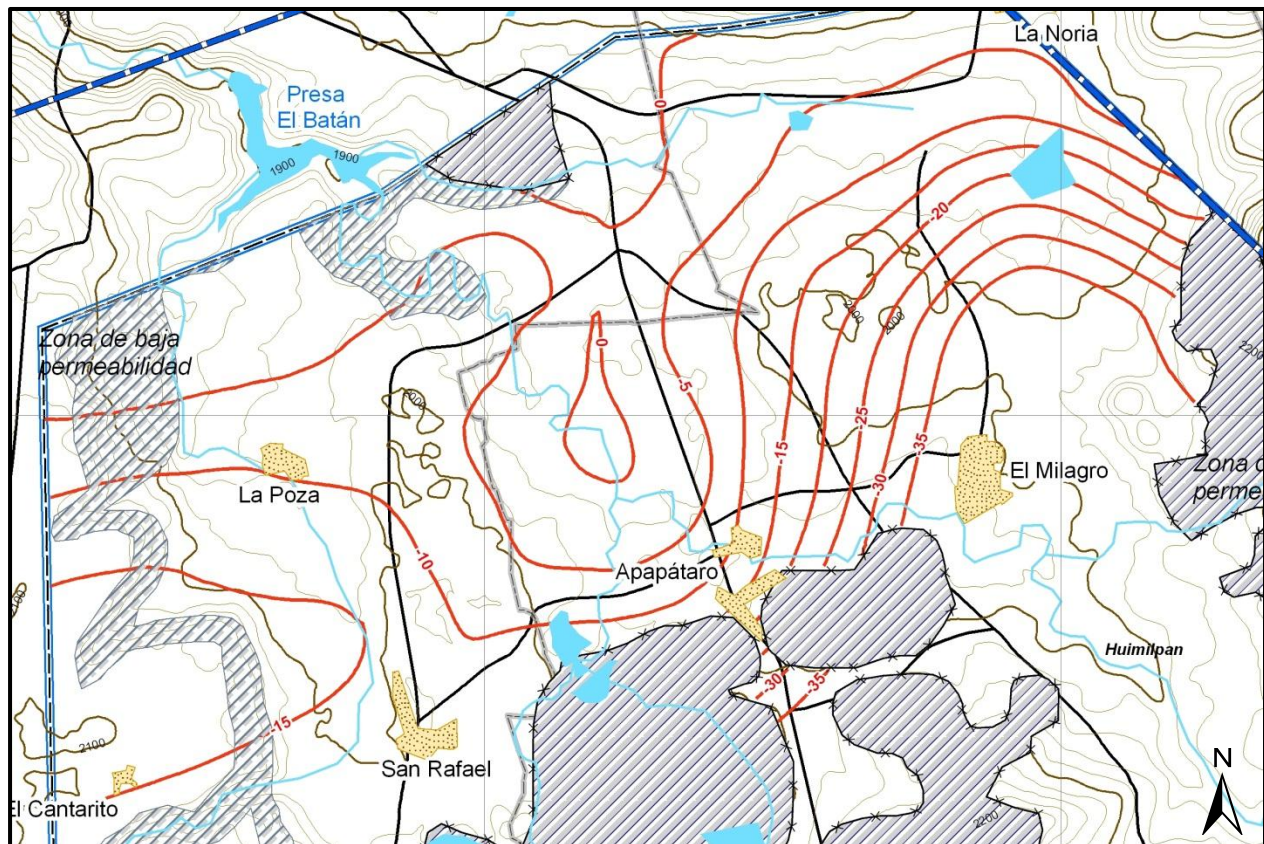 La Noria
Presa
El Batán
1900
1900
0
-20
Zona de baja
permeabilidad
2100
2000
2200
0
2000
-5
-25
-15
-35
-30
La Poza
El Milagro
Zona d
perme
-10
Apapátaro
2100
Huimilpan
-30
-35
-15
2100
San Rafael
El Cantarito
2200
N